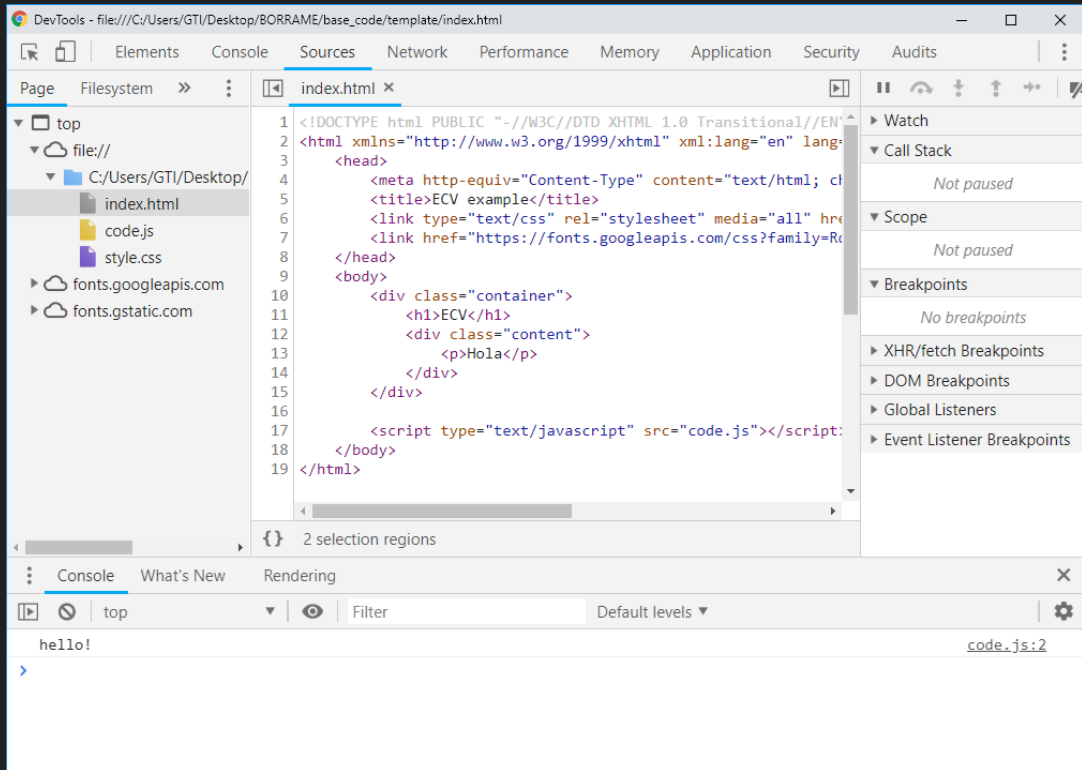 DevTools - file:///C:/Users/GTI/Desktop/BORRAME/base_code/template/index.html
Elements Console Sources Network Performance Memory Application Security Audits
Page Filesystem » index.html ×
top
file://
C:/Users/GTI/Desktop/
index.html
code.js
style.css
fonts.googleapis.com
fonts.gstatic.com
1 <!DOCTYPE html PUBLIC "-//W3C//DTD XHTML 1.0 Transitional//EN"
2 <html xmlns="http://www.w3.org/1999/xhtml" xml:lang="en" lang=
3 <head>
4 <meta http-equiv="Content-Type" content="text/html; ch
5 <title>ECV example</title>
6 <link type="text/css" rel="stylesheet" media="all" hre
7 <link href="https://fonts.googleapis.com/css?family=Ro
8 </head>
9 <body>
10 <div class="container">
11 <h1>ECV</h1>
12 <div class="content">
13 <p>Hola</p>
14 </div>
15 </div>
16
17 <script type="text/javascript" src="code.js"></script>
18 </body>
19 </html>
{} 2 selection regions
Watch
Call Stack
Not paused
Scope
Not paused
Breakpoints
No breakpoints
XHR/fetch Breakpoints
DOM Breakpoints
Global Listeners
Event Listener Breakpoints
Console What's New Rendering
top Filter Default levels
hello! code.js:2